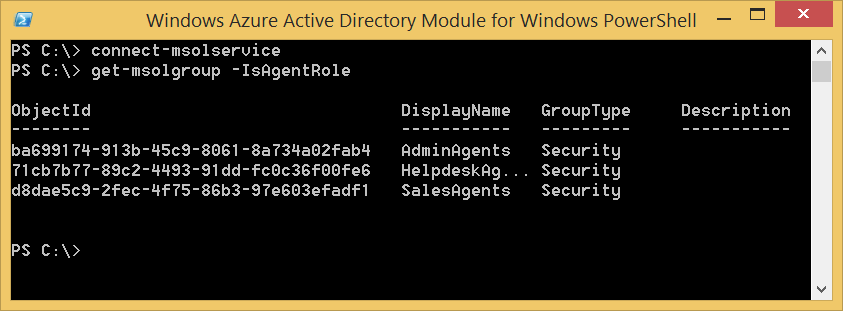 Windows Azure Active Directory Module for Windows PowerShell
PS C:\> connect-msolservice
PS C:\> get-msolgroup -IsAgentRole
ObjectId DisplayName GroupType Description
-------- ----------- --------- -----------
ba699174-913b-45c9-8061-8a734a02fab4 AdminAgents Security
71cb7b77-89c2-4493-91dd-fc0c36f00fe6 HelpdeskAg... Security
d8dae5c9-2fec-4f75-86b3-97e603efadf1 SalesAgents Security
PS C:\>